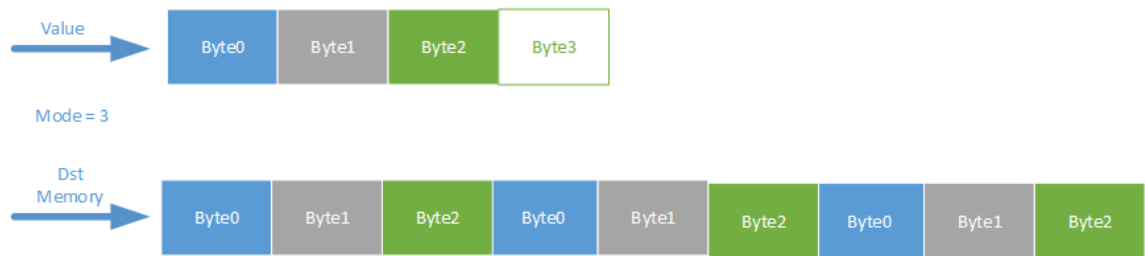 Value
Byte0 Byte1 Byte2 Byte3
Mode = 3
Dst
Memory
Byte0 Byte1 Byte2 Byte0 Byte1 Byte2 Byte0 Byte1 Byte2